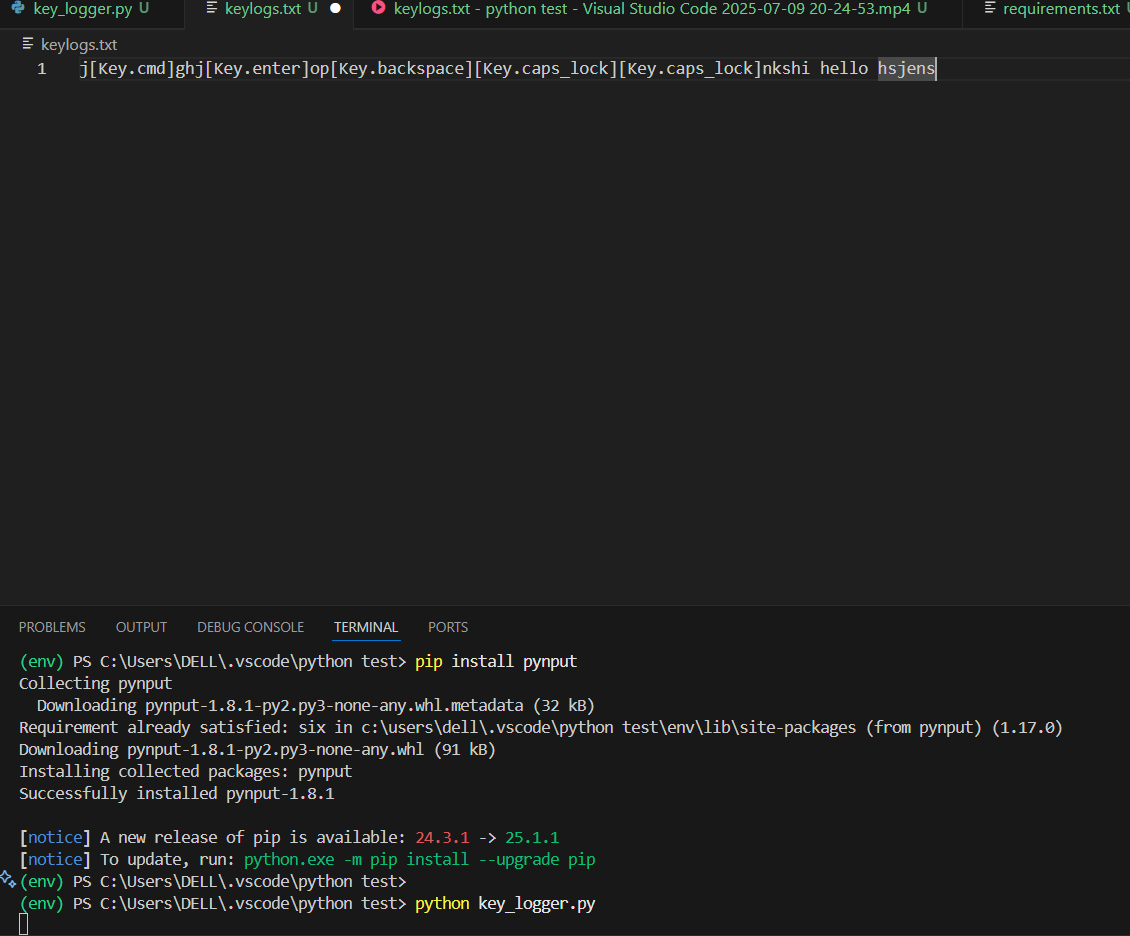 key_logger.py U
keylogs.txt U
keylogs.txt - python test - Visual Studio Code 2025-07-09 20-24-53.mp4 U
requirements.txt
keylogs.txt
1 j[Key.cmd]ghj[Key.enter]op[Key.backspace][Key.caps_lock][Key.caps_lock]nkshi hello hsjens
PROBLEMS OUTPUT DEBUG CONSOLE TERMINAL PORTS
(env) PS C:\Users\DELL\.vscode\python test> pip install pynput
Collecting pynput
  Downloading pynput-1.8.1-py2.py3-none-any.whl.metadata (32 kB)
Requirement already satisfied: six in c:\users\dell\.vscode\python test\env\lib\site-packages (from pynput) (1.17.0)
Downloading pynput-1.8.1-py2.py3-none-any.whl (91 kB)
Installing collected packages: pynput
Successfully installed pynput-1.8.1
[notice] A new release of pip is available: 24.3.1 -> 25.1.1
[notice] To update, run: python.exe -m pip install --upgrade pip
(env) PS C:\Users\DELL\.vscode\python test>
(env) PS C:\Users\DELL\.vscode\python test> python key_logger.py